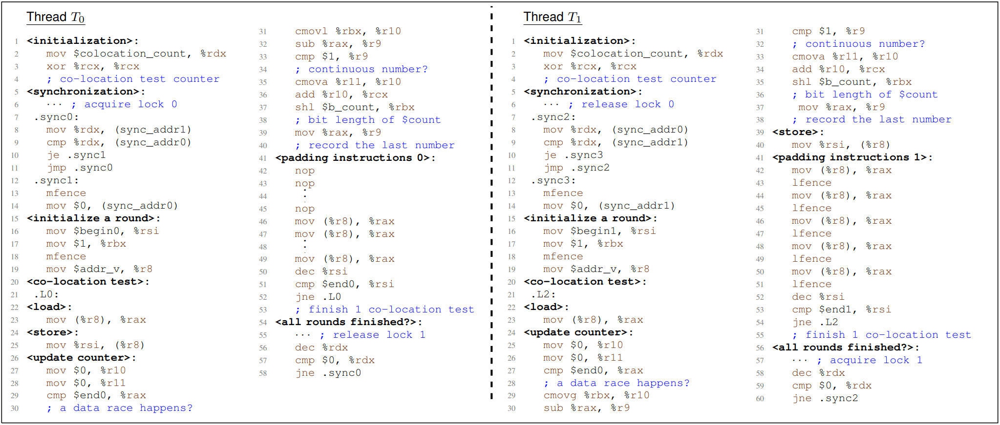 Thread T0
1 <initialization>:
2 mov $colocation_count, %rdx
3 xor %rcx, %rcx
4 ; co-location test counter
5 <synchronization>:
6 ··· ; acquire lock 0
7 .sync0:
8 mov %rdx, (sync_addr1)
9 cmp %rdx, (sync_addr0)
10 je .sync1
11 jmp .sync0
12 .sync1:
13 mfence
14 mov $0, (sync_addr0)
15 <initialize a round>:
16 mov $begin0, %rsi
17 mov $1, %rbx
18 mfence
19 mov $addr_v, %r8
20 <co-location test>:
21 .L0:
22 <load>:
23 mov (%r8), %rax
24 <store>:
25 mov %rsi, (%r8)
26 <update counter>:
27 mov $0, %r10
28 mov $0, %r11
29 cmp $end0, %rax
30 ; a data race happens?
31 cmovl %rbx, %r10
32 sub %rax, %r9
33 cmp $1, %r9
34 ; continuous number?
35 cmova %r11, %r10
36 add %r10, %rcx
37 shl $b_count, %rbx
38 ; bit length of $count
39 mov %rax, %r9
40 ; record the last number
41 <padding instructions 0>:
42 nop
43 nop
44 :
45 nop
46 mov (%r8), %rax
47 mov (%r8), %rax
48 :
49 mov (%r8), %rax
50 dec %rsi
51 cmp $end0, %rsi
52 jne .L0
53 ; finish 1 co-location test
54 <all rounds finished?>:
55 ··· ; release lock 1
56 dec %rdx
57 cmp $0, %rdx
58 jne .sync0
Thread T1
1 <initialization>:
2 mov $colocation_count, %rdx
3 xor %rcx, %rcx
4 ; co-location test counter
5 <synchronization>:
6 ··· ; release lock 0
7 .sync2:
8 mov %rdx, (sync_addr0)
9 cmp %rdx, (sync_addr1)
10 je .sync3
11 jmp .sync2
12 .sync3:
13 mfence
14 mov $0, (sync_addr1)
15 <initialize a round>:
16 mov $begin1, %rsi
17 mov $1, %rbx
18 mfence
19 mov $addr_v, %r8
20 <co-location test>:
21 .L2:
22 <load>:
23 mov (%r8), %rax
24 <update counter>:
25 mov $0, %r10
26 mov $0, %r11
27 cmp $end0, %rax
28 ; a data race happens?
29 cmovg %rbx, %r10
30 sub %rax, %r9
31 cmp $1, %r9
32 ; continuous number?
33 cmova %r11, %r10
34 add %r10, %rcx
35 shl $b_count, %rbx
36 ; bit length of $count
37 mov %rax, %r9
38 ; record the last number
39 <store>:
40 mov %rsi, (%r8)
41 <padding instructions 1>:
42 mov (%r8), %rax
43 lfence
44 mov (%r8), %rax
45 lfence
46 mov (%r8), %rax
47 lfence
48 mov (%r8), %rax
49 lfence
50 mov (%r8), %rax
51 lfence
52 dec %rsi
53 cmp $end1, %rsi
54 jne .L2
55 ; finish 1 co-location test
56 <all rounds finished?>:
57 ··· ; acquire lock 1
58 dec %rdx
59 cmp $0, %rdx
60 jne .sync2